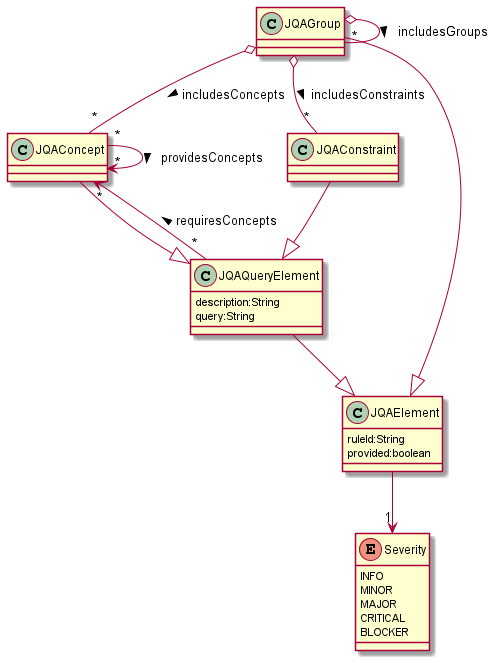 C JQAGroup
* includesGroups
includesConcepts
includesConstraints
* * *
C JQAConcept
C JQAConstraint
* providesConcepts
*
requiresConcepts
*
C JQAQueryElement
description:String
query:String
C JQAElement
ruleId:String
provided:boolean
1
E Severity
INFO
MINOR
MAJOR
CRITICAL
BLOCKER